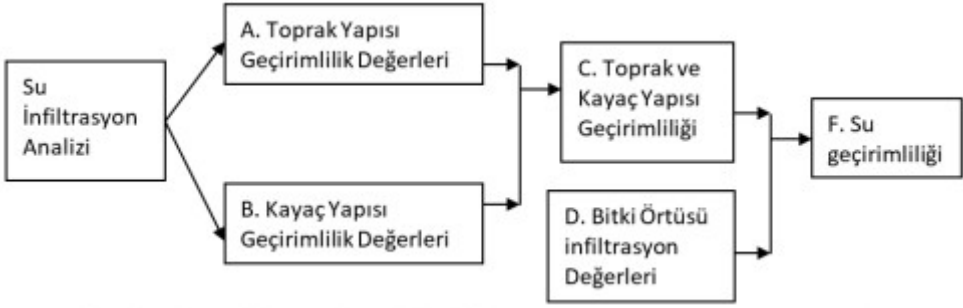 Su
İnfiltrasyon
Analizi
A. Toprak Yapısı
Geçirimlilik Değerleri
B. Kayaç Yapısı
Geçirimlilik Değerleri
C. Toprak ve
Kayaç Yapısı
Geçirimliliği
D. Bitki Örtüsü
infiltrasyon
Değerleri
F. Su
geçirimliliği